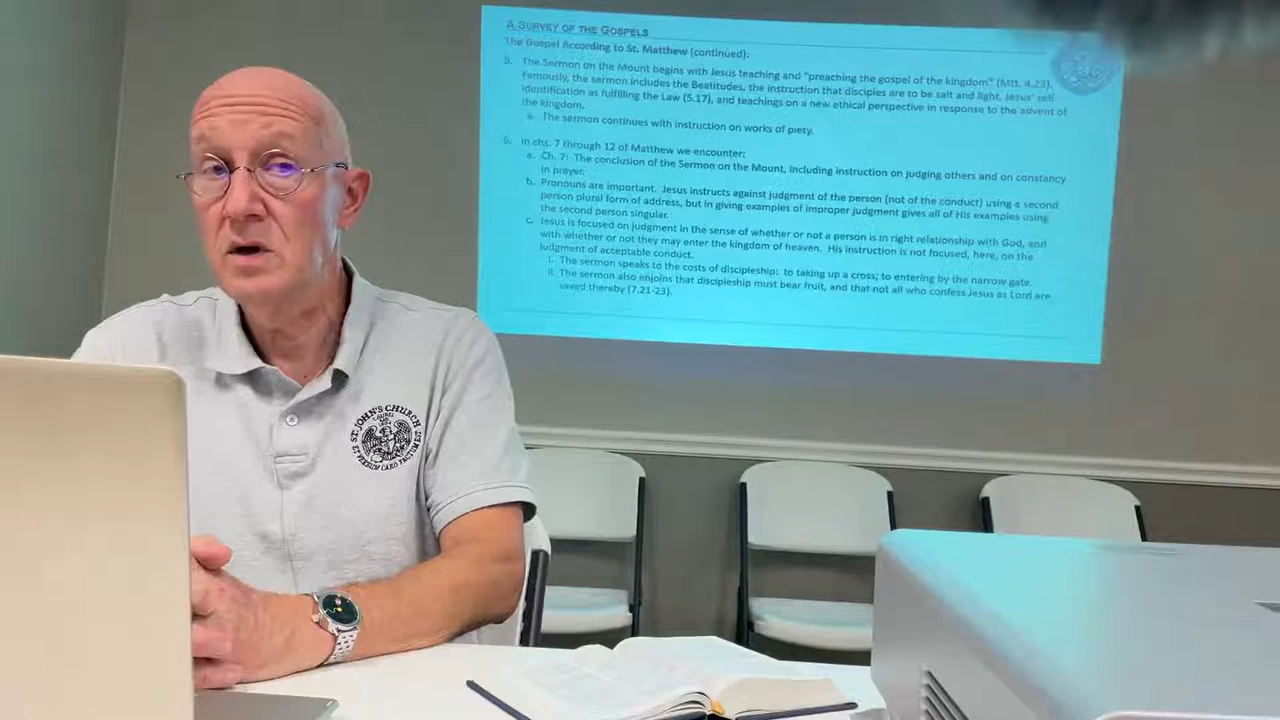 A SURVEY OF THE GOSPELS
The Gospel According to St. Matthew (continued):
5. The Sermon on the Mount begins with Jesus teaching and "preaching the gospel of the kingdom" (Mtt. 4.23).
Famously, the sermon includes the Beatitudes, the instruction that disciples are to be salt and light, Jesus' self
identification as fulfilling the Law (5.17), and teachings on a new ethical perspective in response to the advent of
the kingdom.
a. The sermon continues with instruction on works of piety.
6. In chs. 7 through 12 of Matthew we encounter:
a. Ch. 7: The conclusion of the Sermon on the Mount, including instruction on judging others and on constancy
in prayer.
b. Pronouns are important. Jesus instructs against judgment of the person (not of the conduct) using a second
person plural form of address, but in giving examples of improper judgment gives all of His examples using
the second person singular.
c. Jesus is focused on judgment in the sense of whether or not a person is in right relationship with God, and
with whether or not they may enter the kingdom of heaven. His instruction is not focused, here, on the
judgment of acceptable conduct.
i. The sermon speaks to the costs of discipleship: to taking up a cross; to entering by the narrow gate.
ii. The sermon also enjoins that discipleship must bear fruit, and that not all who confess Jesus as Lord are
saved thereby (7.21-23).
ST. JOHN'S CHURCH
LAUREL
ET VERBUM CARO FACTUM EST